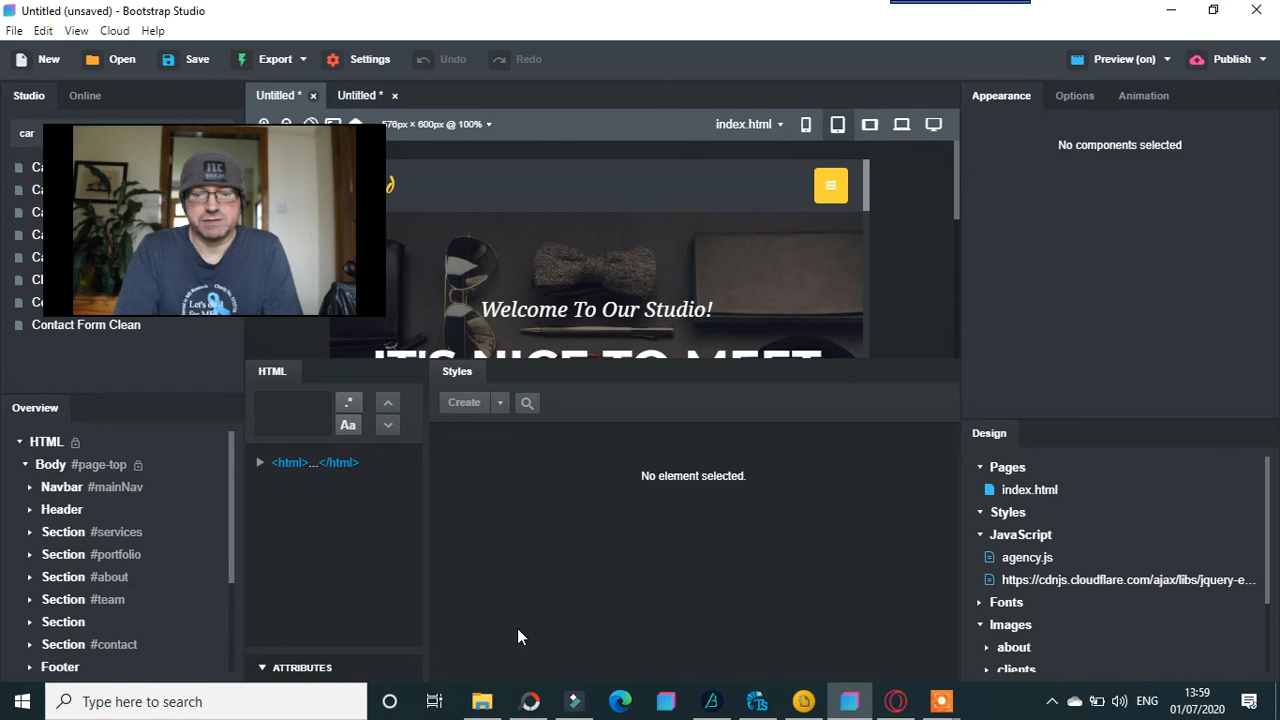 Untitled (unsaved) - Bootstrap Studio
File Edit View Cloud Help
New Open Save Export Settings Undo Redo Preview (on) Publish
Studio Online
Untitled * Untitled *
Appearance Options Animation
car
576px x 600px @ 100%
index.html
No components selected
Welcome To Our Studio!
IT'S NICE TO MEET
Contact Form Clean
HTML
Styles
.*
Aa
Create
<html>...</html>
No element selected.
ATTRIBUTES
Overview
HTML
Body #page-top
Navbar #mainNav
Header
Section #services
Section #portfolio
Section #about
Section #team
Section
Section #contact
Footer
Design
Pages
index.html
Styles
JavaScript
agency.js
https://cdnjs.cloudflare.com/ajax/libs/jquery-e...
Fonts
Images
about
clients
Type here to search
ENG
13:59
01/07/2020